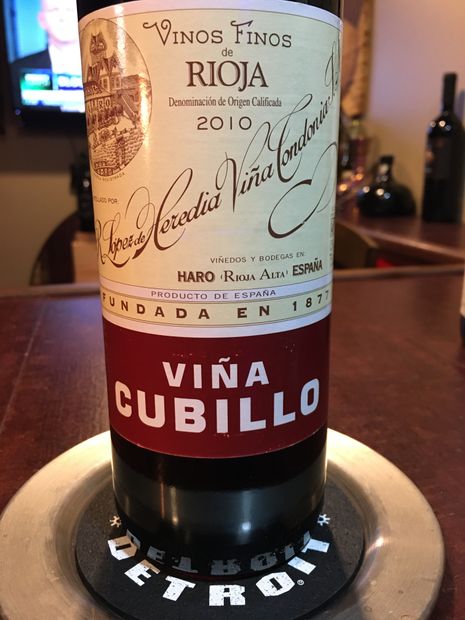 VINOS FINOS
de
RIOJA
Denominación de Origen Calificada
2010
R. López de Heredia Viña Tondonia
VIÑEDOS Y BODEGAS EN:
HARO (RIOJA ALTA) ESPAÑA
PRODUCTO DE ESPAÑA
FUNDADA EN 1877
VIÑA
CUBILLO
DETROIT
DETROIT®